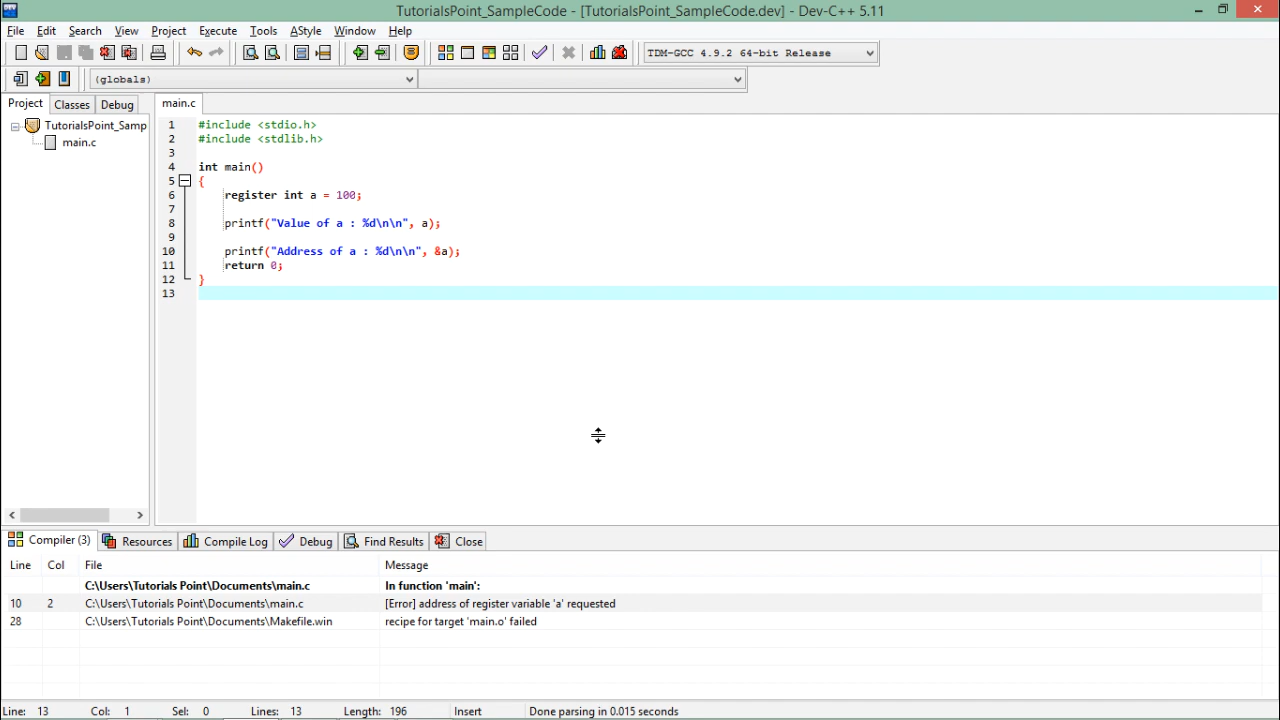 TutorialsPoint_SampleCode - [TutorialsPoint_SampleCode.dev] - Dev-C++ 5.11
File Edit Search View Project Execute Tools AStyle Window Help
TDM-GCC 4.9.2 64-bit Release
(globals)
Project Classes Debug
main.c
TutorialsPoint_Samp
main.c
1 #include <stdio.h>
2 #include <stdlib.h>
3
4 int main()
5 {
6 register int a = 100;
7
8 printf("Value of a : %d\n\n", a);
9
10 printf("Address of a : %d\n\n", &a);
11 return 0;
12 }
13
Compiler (3) Resources Compile Log Debug Find Results Close
Line Col File Message
C:\Users\Tutorials Point\Documents\main.c In function 'main':
10 2 C:\Users\Tutorials Point\Documents\main.c [Error] address of register variable 'a' requested
28 C:\Users\Tutorials Point\Documents\Makefile.win recipe for target 'main.o' failed
Line: 13 Col: 1 Sel: 0 Lines: 13 Length: 196 Insert Done parsing in 0.015 seconds